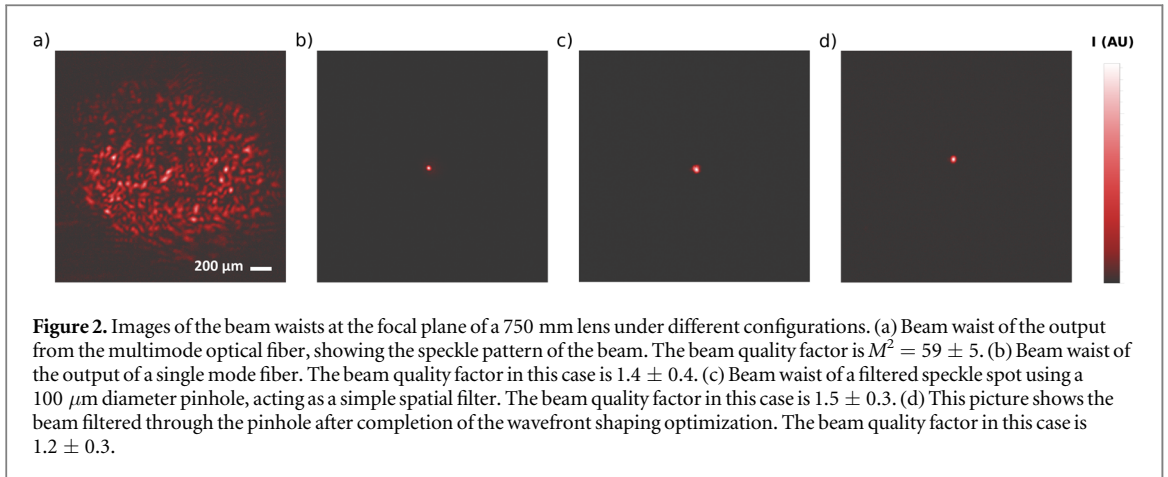 a)
b)
c)
d)
I (AU)
200 μm
Figure 2. Images of the beam waists at the focal plane of a 750 mm lens under different configurations. (a) Beam waist of the output
from the multimode optical fiber, showing the speckle pattern of the beam. The beam quality factor is M² = 59 ± 5. (b) Beam waist of
the output of a single mode fiber. The beam quality factor in this case is 1.4 ± 0.4. (c) Beam waist of a filtered speckle spot using a
100 μm diameter pinhole, acting as a simple spatial filter. The beam quality factor in this case is 1.5 ± 0.3. (d) This picture shows the
beam filtered through the pinhole after completion of the wavefront shaping optimization. The beam quality factor in this case is
1.2 ± 0.3.